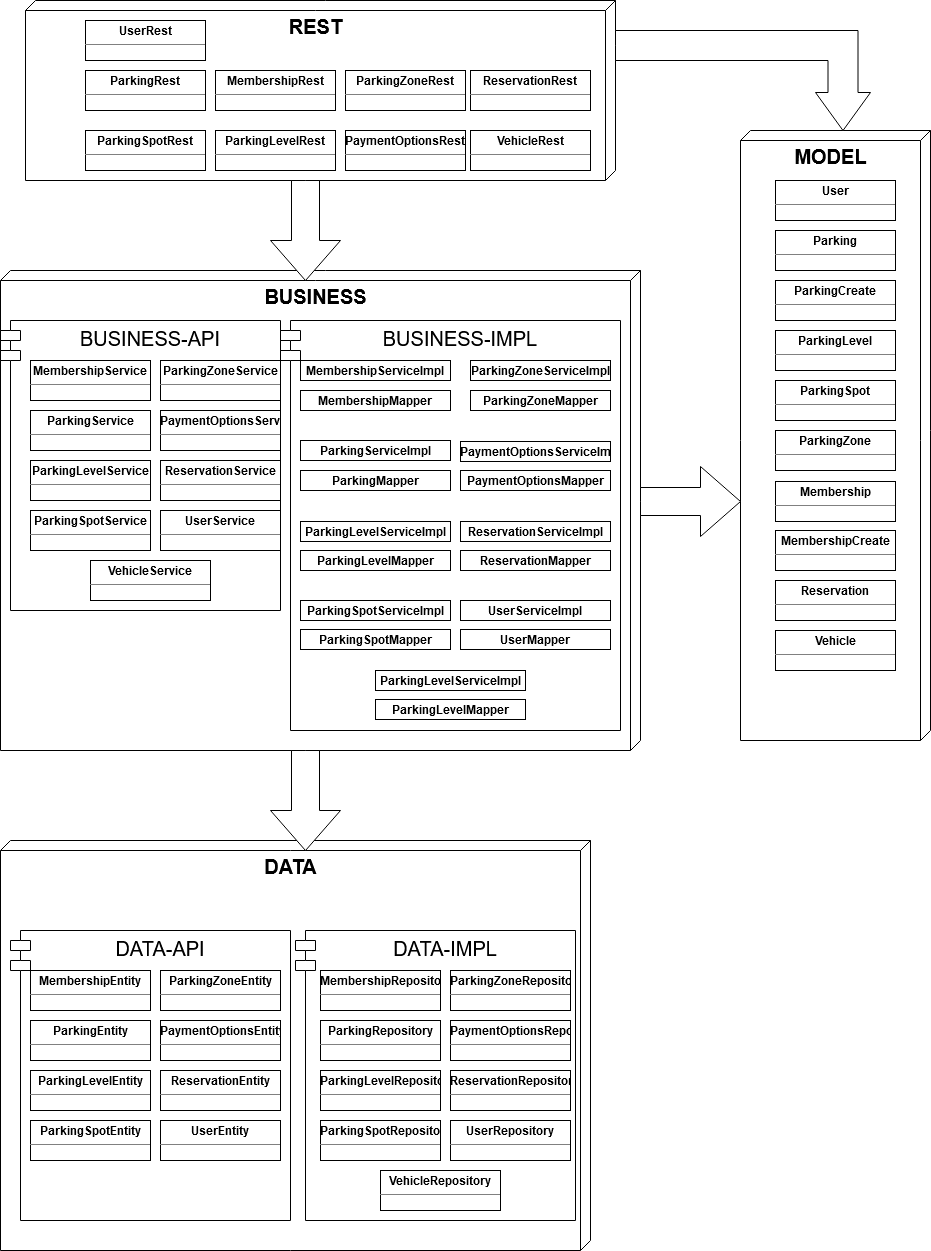 REST
UserRest
ParkingRest MembershipRest ParkingZoneRest ReservationRest
ParkingSpotRest ParkingLevelRest PaymentOptionsRest VehicleRest
MODEL
User
Parking
ParkingCreate
ParkingLevel
ParkingSpot
ParkingZone
Membership
MembershipCreate
Reservation
Vehicle
BUSINESS
BUSINESS-API
MembershipService ParkingZoneService
ParkingService PaymentOptionsServ
ParkingLevelService ReservationService
ParkingSpotService UserService
VehicleService
BUSINESS-IMPL
MembershipServiceImpl ParkingZoneServiceImpl
MembershipMapper ParkingZoneMapper
ParkingServiceImpl PaymentOptionsServiceIm
ParkingMapper PaymentOptionsMapper
ParkingLevelServiceImpl ReservationServiceImpl
ParkingLevelMapper ReservationMapper
ParkingSpotServiceImpl UserServiceImpl
ParkingSpotMapper UserMapper
ParkingLevelServiceImpl
ParkingLevelMapper
DATA
DATA-API
MembershipEntity ParkingZoneEntity
ParkingEntity PaymentOptionsEntit
ParkingLevelEntity ReservationEntity
ParkingSpotEntity UserEntity
DATA-IMPL
MembershipReposito ParkingZoneReposito
ParkingRepository PaymentOptionsRepo
ParkingLevelReposito ReservationRepositor
ParkingSpotReposito UserRepository
VehicleRepository